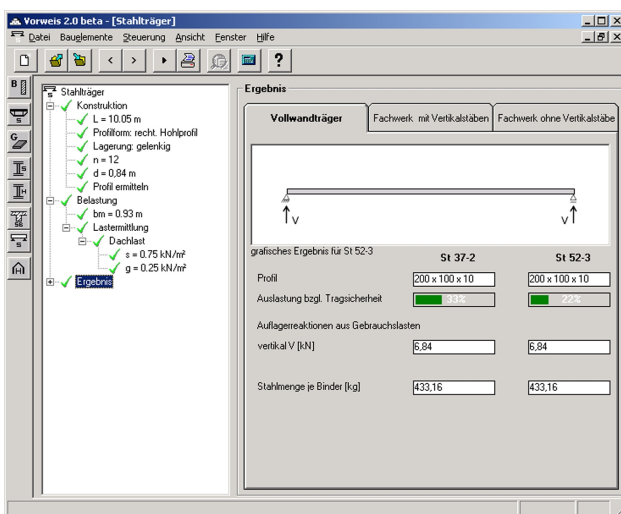 Vorweis 2.0 beta - [Stahlträger]
Datei Bauelemente Steuerung Ansicht Fenster Hilfe
Stahlträger
Konstruktion
L = 10.05 m
Profilform: recht. Hohlprofil
Lagerung: gelenkig
n = 12
d = 0,84 m
Profil ermitteln
Belastung
bm = 0.93 m
Lastermittlung
Dachlast
s = 0.75 kN/m²
g = 0.25 kN/m²
Ergebnis
Ergebnis
Vollwandträger Fachwerk mit Vertikalstäben Fachwerk ohne Vertikalstäbe
V V
grafisches Ergebnis für St 52-3
St 37-2 St 52-3
Profil 200 x 100 x 10 200 x 100 x 10
Auslastung bzgl. Tragsicherheit 33% 22%
Auflagerreaktionen aus Gebrauchslasten
vertikal V [kN] 6,84 6,84
Stahlmenge je Binder [kg] 433,16 433,16